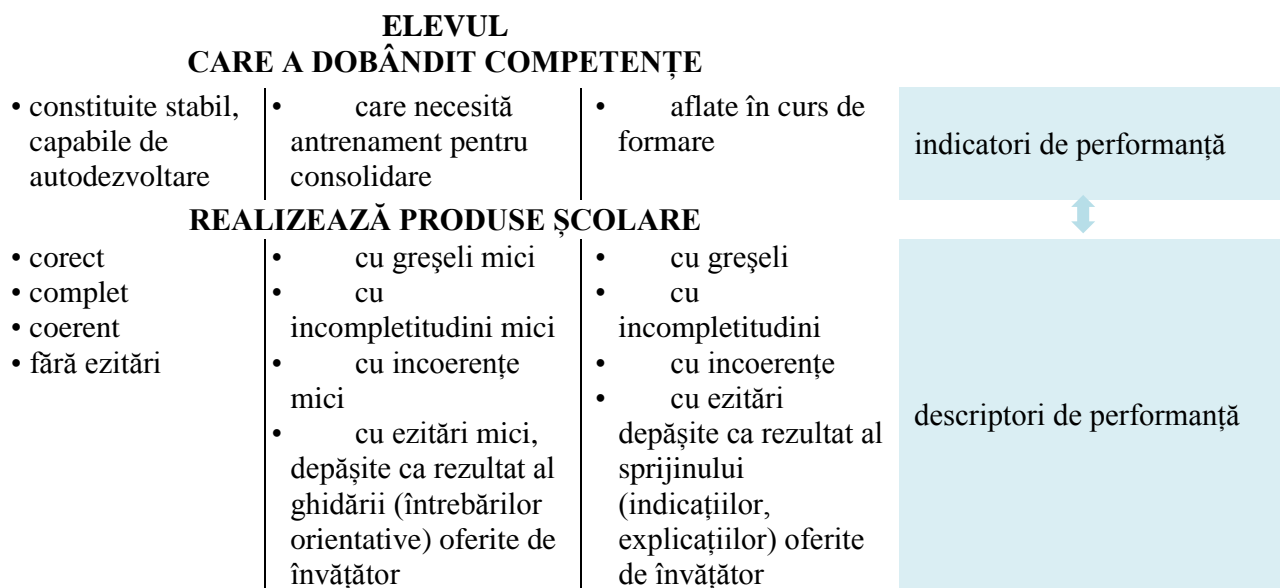 ELEVUL
CARE A DOBÂNDIT COMPETENȚE
• constituite stabil,
capabile de
autodezvoltare
• care necesită
antrenament pentru
consolidare
• aflate în curs de
formare
indicatori de performanță
REALIZEAZĂ PRODUSE ȘCOLARE
• corect
• complet
• coerent
• fără ezitări
• cu greşeli mici
• cu
incompletitudini mici
• cu incoerențe
mici
• cu ezitări mici,
depășite ca rezultat al
ghidării (întrebărilor
orientative) oferite de
învățător
• cu greşeli
• cu
incompletitudini
• cu incoerențe
• cu ezitări
depășite ca rezultat al
sprijinului
(indicațiilor,
explicațiilor) oferite
de învățător
descriptori de performanță